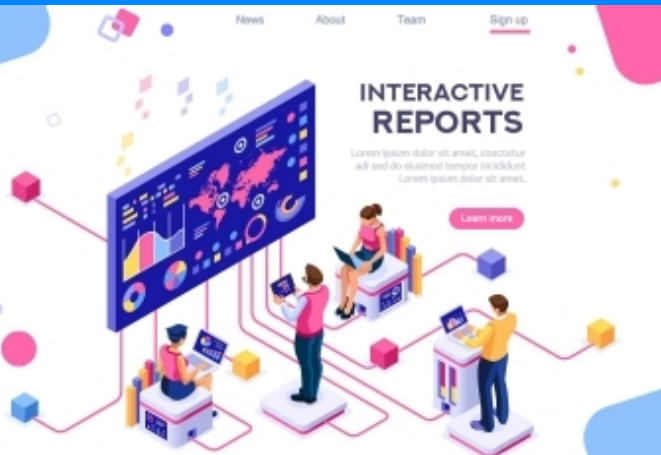 News About Team Sign up
INTERACTIVE
REPORTS
Lorem ipsum dolor sit amet, coectetur
adi sed do eiusmod tempor incididunt
Lorem ipsum dolor sit amet.
Learn more